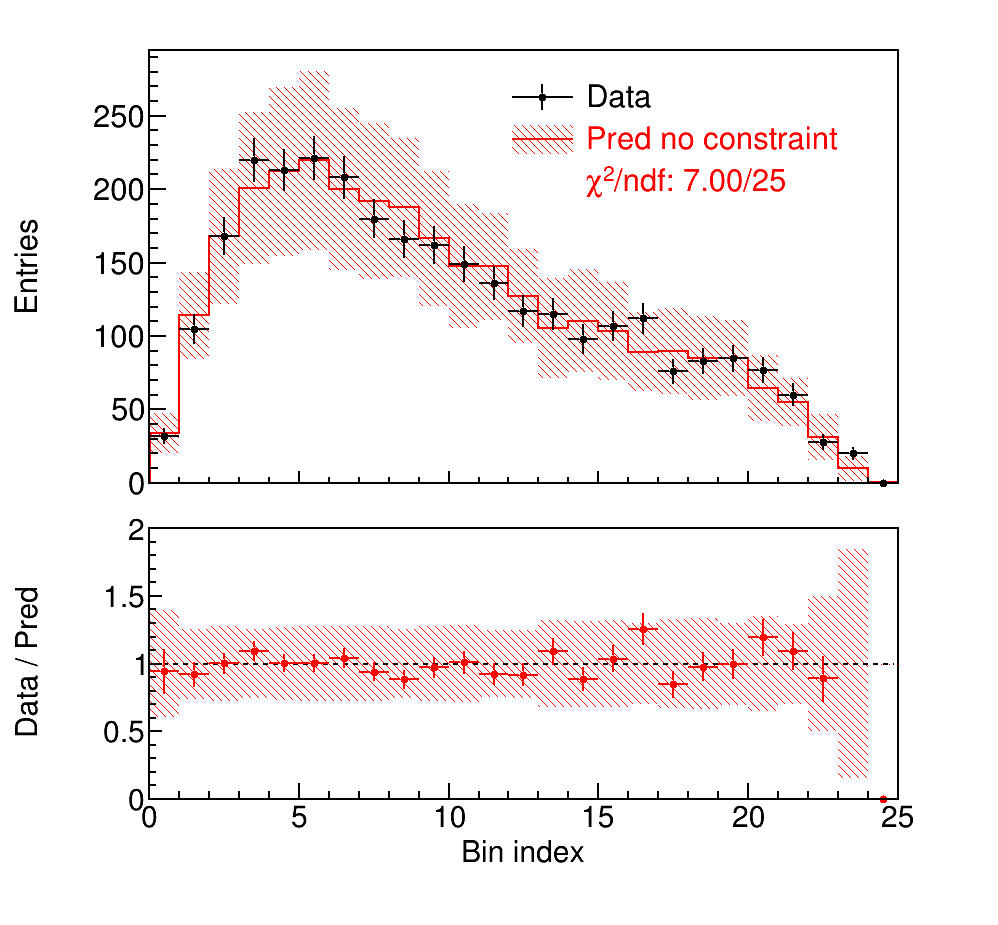 Data
Pred no constraint
χ²/ndf: 7.00/25
Entries
250
200
150
100
50
0
Data / Pred
2
1.5
1
0.5
0
0 5 10 15 20 25
Bin index